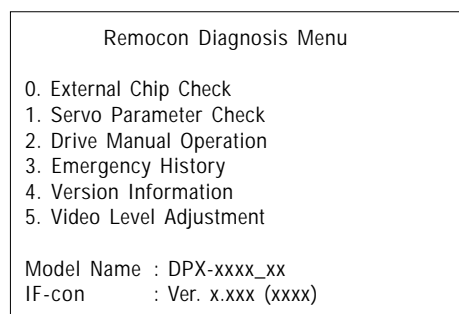 Remocon Diagnosis Menu
0. External Chip Check
1. Servo Parameter Check
2. Drive Manual Operation
3. Emergency History
4. Version Information
5. Video Level Adjustment
Model Name : DPX-xxxx_xx
IF-con : Ver. x.xxx (xxxx)